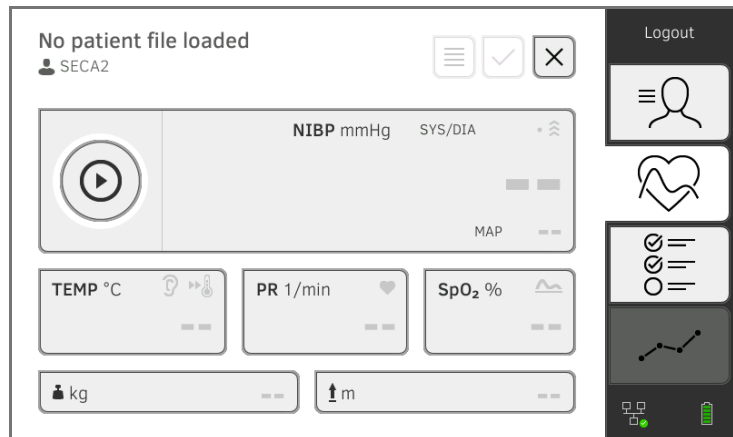 No patient file loaded
SECA2
Logout
NIBP mmHg SYS/DIA
-- --
MAP --
TEMP °C
--
PR 1/min
--
SpO₂ %
--
kg --
m --